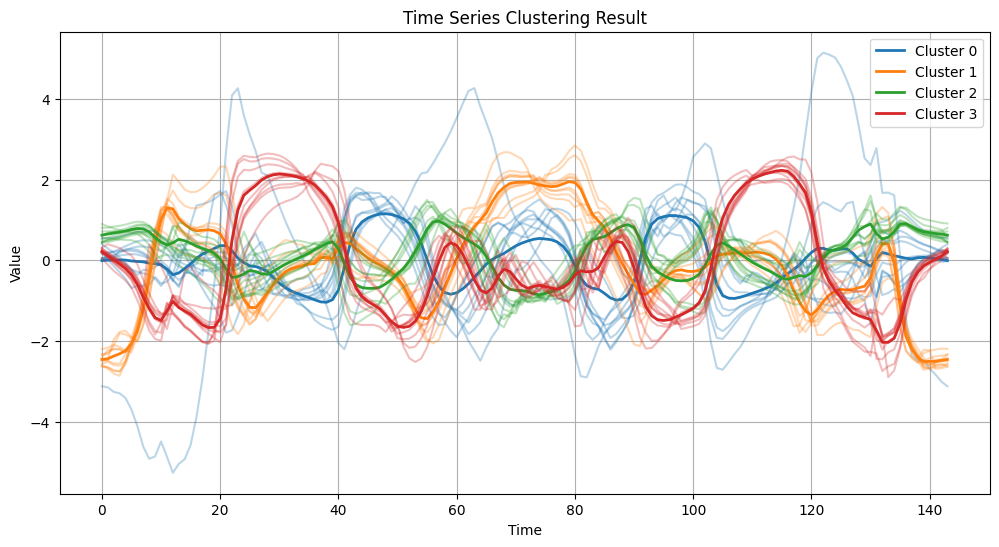 Time Series Clustering Result
Cluster 0
Cluster 1
Cluster 2
Cluster 3
Value
4
2
0
−2
−4
0 20 40 60 80 100 120 140
Time